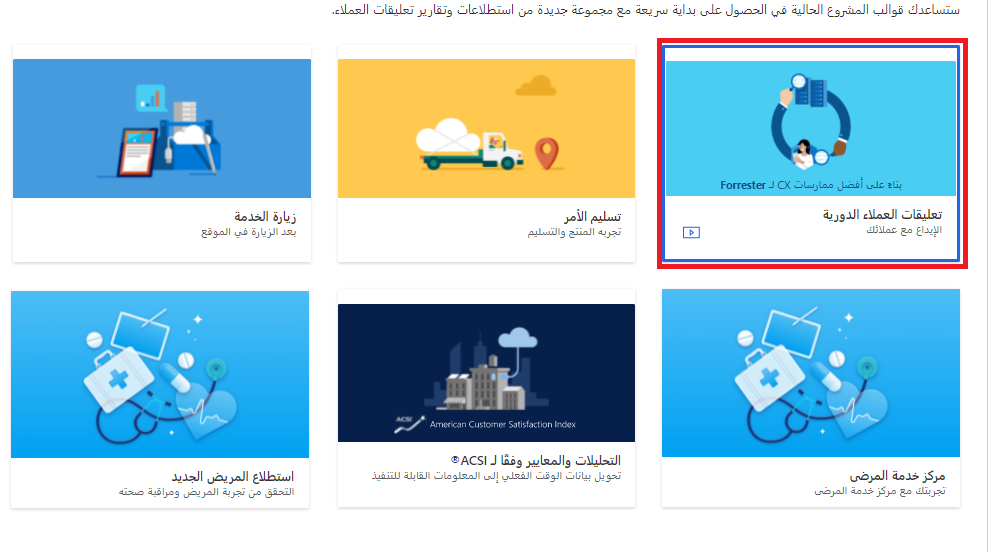 ستساعدك قوالب المشروع الحالية في الحصول على بداية سريعة مع مجموعة جديدة من استطلاعات وتقارير تعليقات العملاء.
بناء على أفضل ممارسات CX لـ Forrester
تعليقات العملاء الدورية
الإبداع مع عملائك
تسليم الأمر
تجربه المنتج والتسليم
زيارة الخدمة
بعد الزيارة في الموقع
مركز خدمة المرضى
تجربتك مع مركز خدمة المرضى
ACSI
American Customer Satisfaction Index
التحليلات والمعايير وفقًا لـ ACSI®
تحويل بيانات الوقت الفعلي إلى المعلومات القابلة للتنفيذ
استطلاع المريض الجديد
التحقق من تجربة المريض ومراقبة صحته